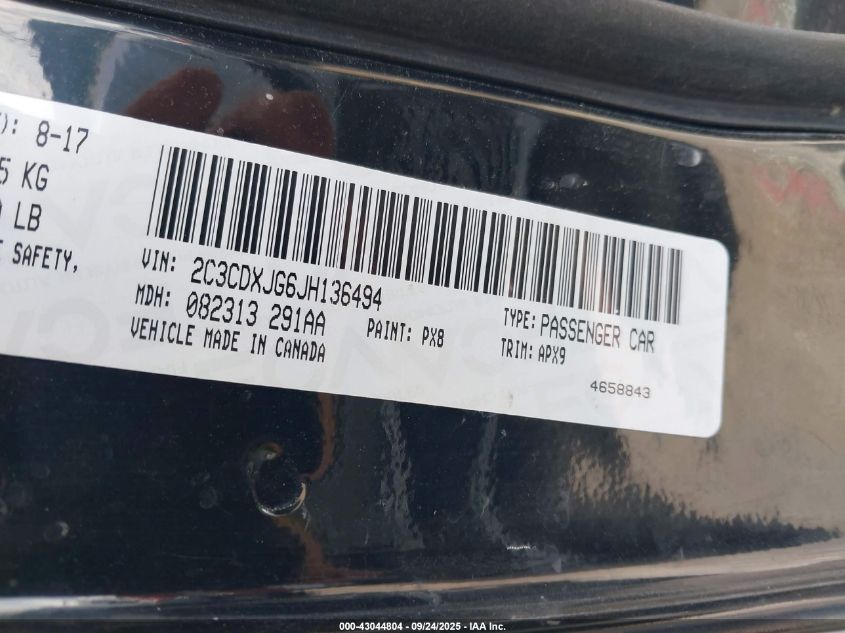 ): 8-17
5 KG
LB
SAFETY,
VIN: 2C3CDXJG6JH136494
MDH: 082313 291AA
PAINT: PX8
TYPE: PASSENGER CAR
VEHICLE MADE IN CANADA
TRIM: APX9
4658843
000-43044804 - 09/24/2025 - IAA Inc.